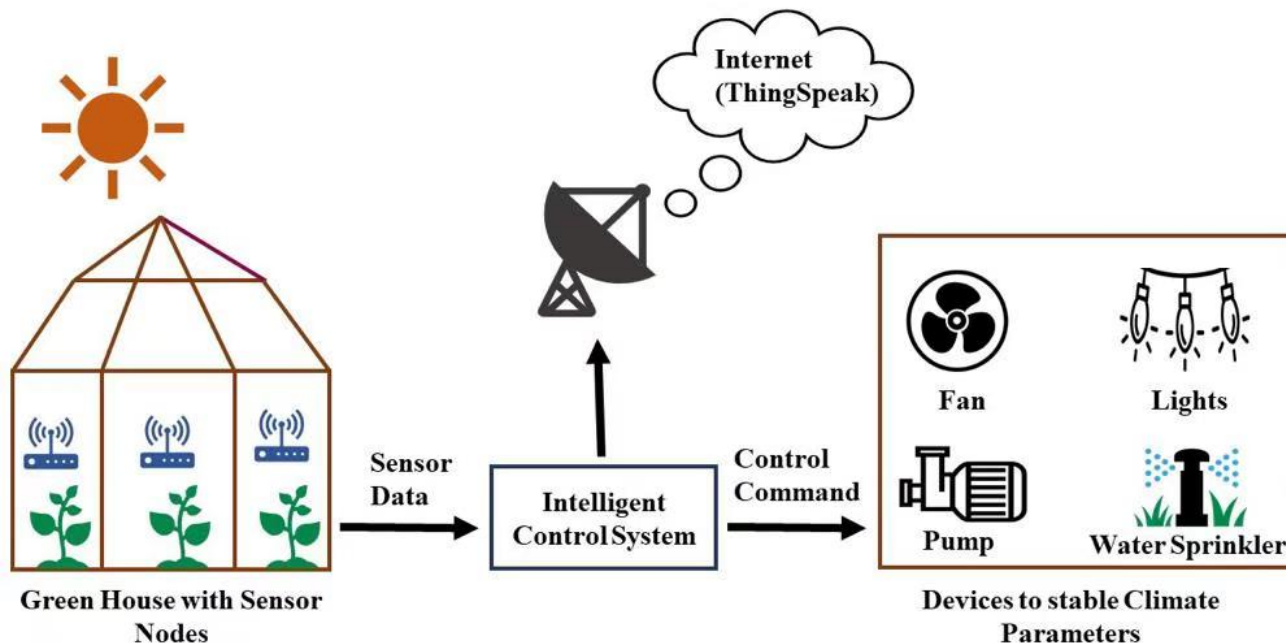 Internet
(ThingSpeak)
Fan
Lights
Sensor
Data
Intelligent
Control System
Control
Command
Pump
Water Sprinkler
Green House with Sensor
Nodes
Devices to stable Climate
Parameters